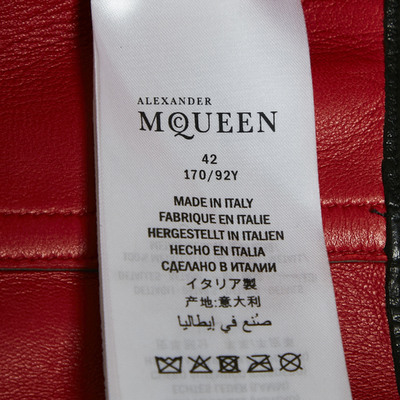 ALEXANDER
McQUEEN
42
170/92Y
MADE IN ITALY
FABRIQUE EN ITALIE
HERGESTELLT IN ITALIEN
HECHO EN ITALIA
СДЕЛАНО В ИТАЛИИ
イタリア製
产地:意大利
صُنع في إيطاليا